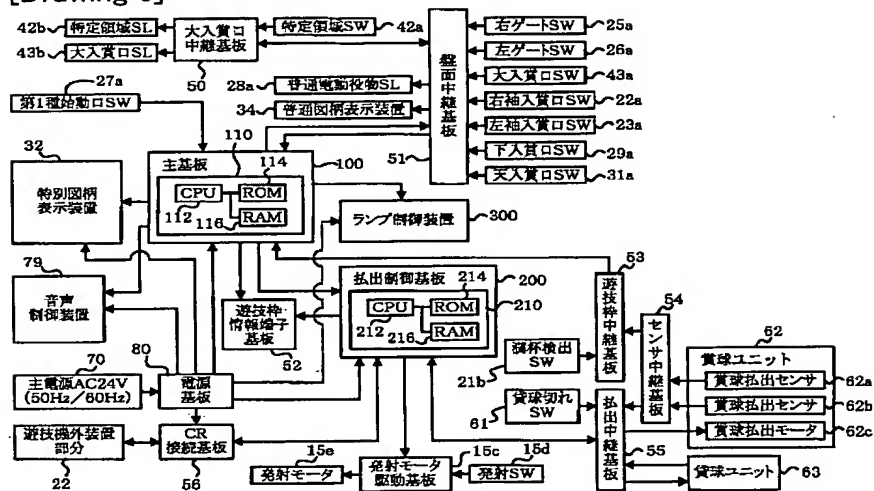 [Drawing 6]
42b 特定領域SL
43b 大入賞口SL
大入賞口
中継基板
50
特定領域SW 42a
27a
第1種始動口SW
28a 普通電動役物SL
34 普通図柄表示装置
盤面中継基板
51
右ゲートSW 25a
左ゲートSW 26a
大入賞口SW 43a
右袖入賞口SW 22a
左袖入賞口SW 23a
下入賞口SW 29a
天入賞口SW 31a
32
特別図柄
表示装置
主基板
110
114
100
CPU
ROM
112
116
RAM
ランプ制御装置 300
79
音声
制御装置
遊技枠
情報端子
基板
52
払出制御基板
200
214
CPU
ROM
210
212
216
RAM
53
遊技枠中継基板
54
センサ中継基板
62
賞球ユニット
賞球払出センサ 62a
賞球払出センサ 62b
賞球払出モータ 62c
満杯検出
SW
21b
貸球切れ
SW
61
払出中継基板
55
貸球ユニット 63
70
主電源AC24V
(50Hz/60Hz)
80
電源
基板
遊技機外装置
部分
22
CR
接続基板
56
15e
発射モータ
発射モータ
駆動基板
15c
15d
発射SW